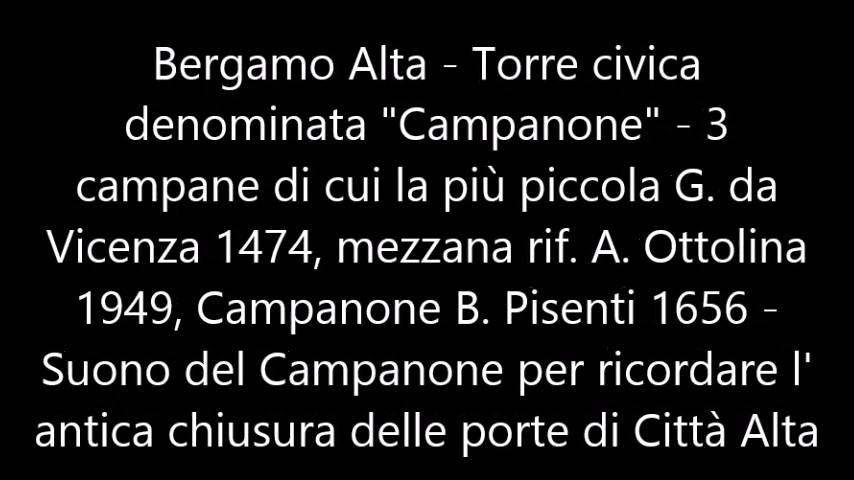 Bergamo Alta - Torre civica
denominata "Campanone" - 3
campane di cui la più piccola G. da
Vicenza 1474, mezzana rif. A. Ottolina
1949, Campanone B. Pisenti 1656 -
Suono del Campanone per ricordare l'
antica chiusura delle porte di Città Alta